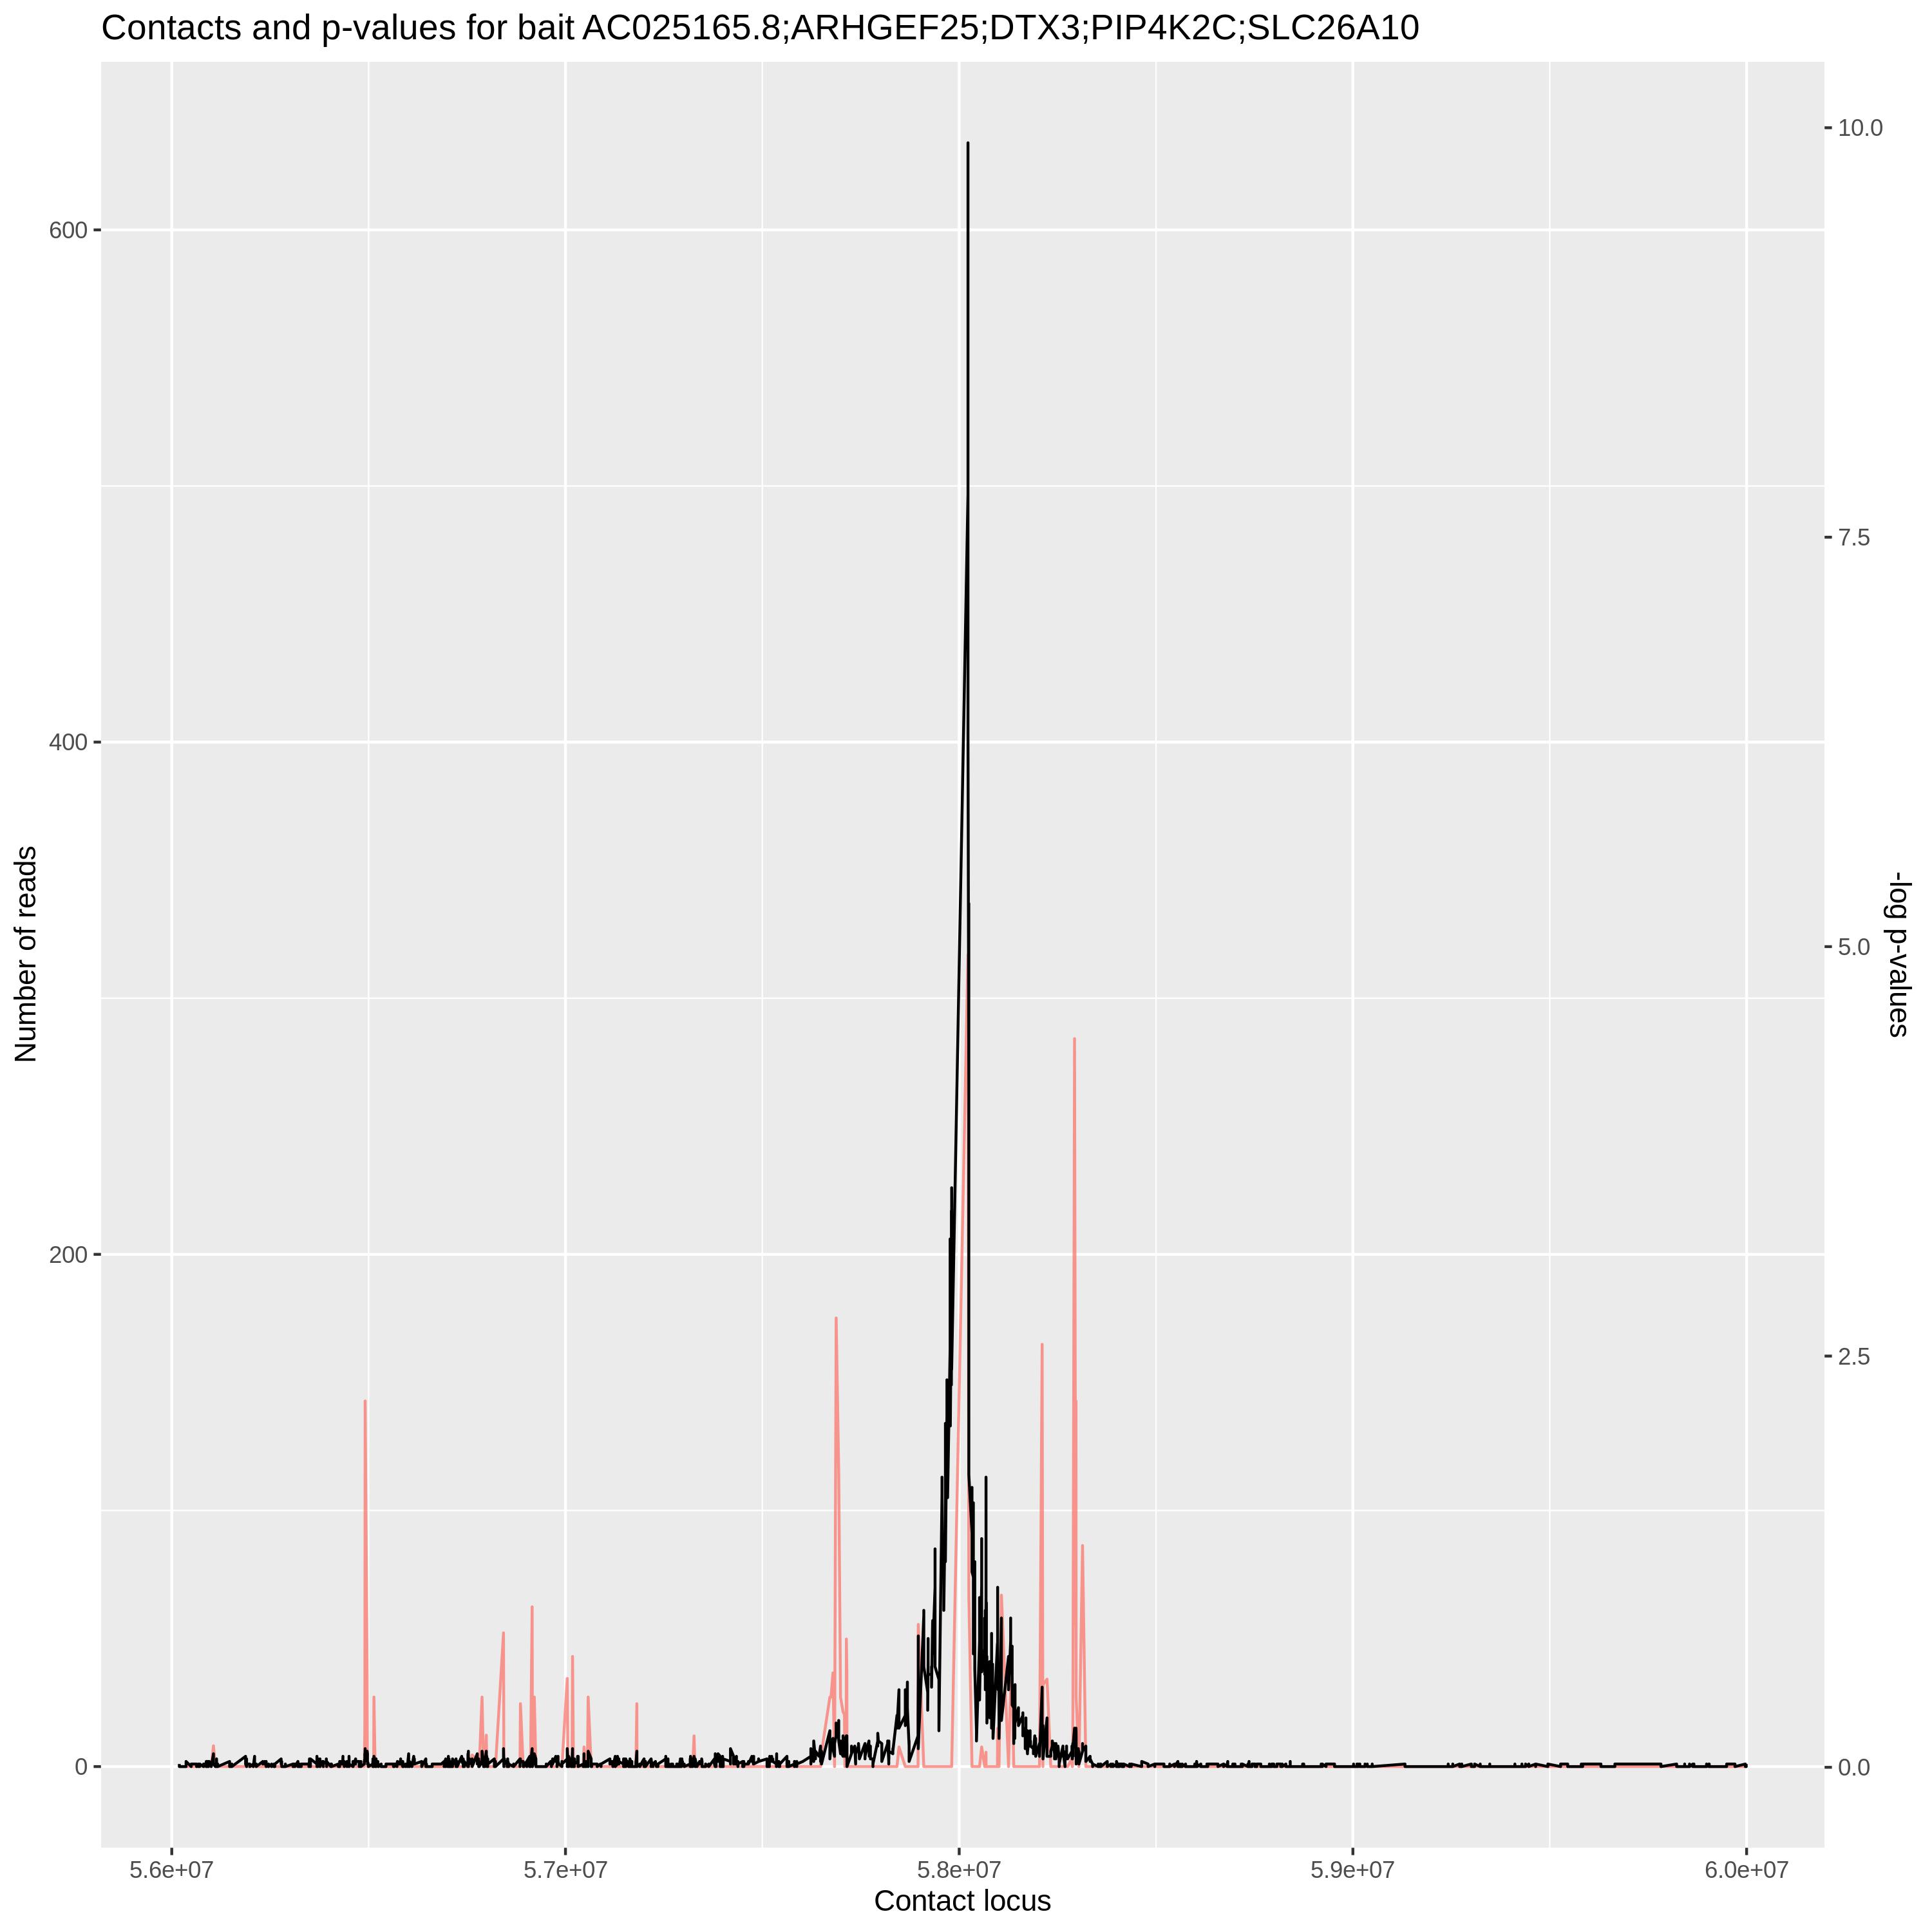 Contacts and p-values for bait AC025165.8;ARHGEF25;DTX3;PIP4K2C;SLC26A10
600
400
200
0
Number of reads
10.0
7.5
5.0
2.5
0.0
-log p-values
5.6e+07
5.7e+07
5.8e+07
5.9e+07
6.0e+07
Contact locus